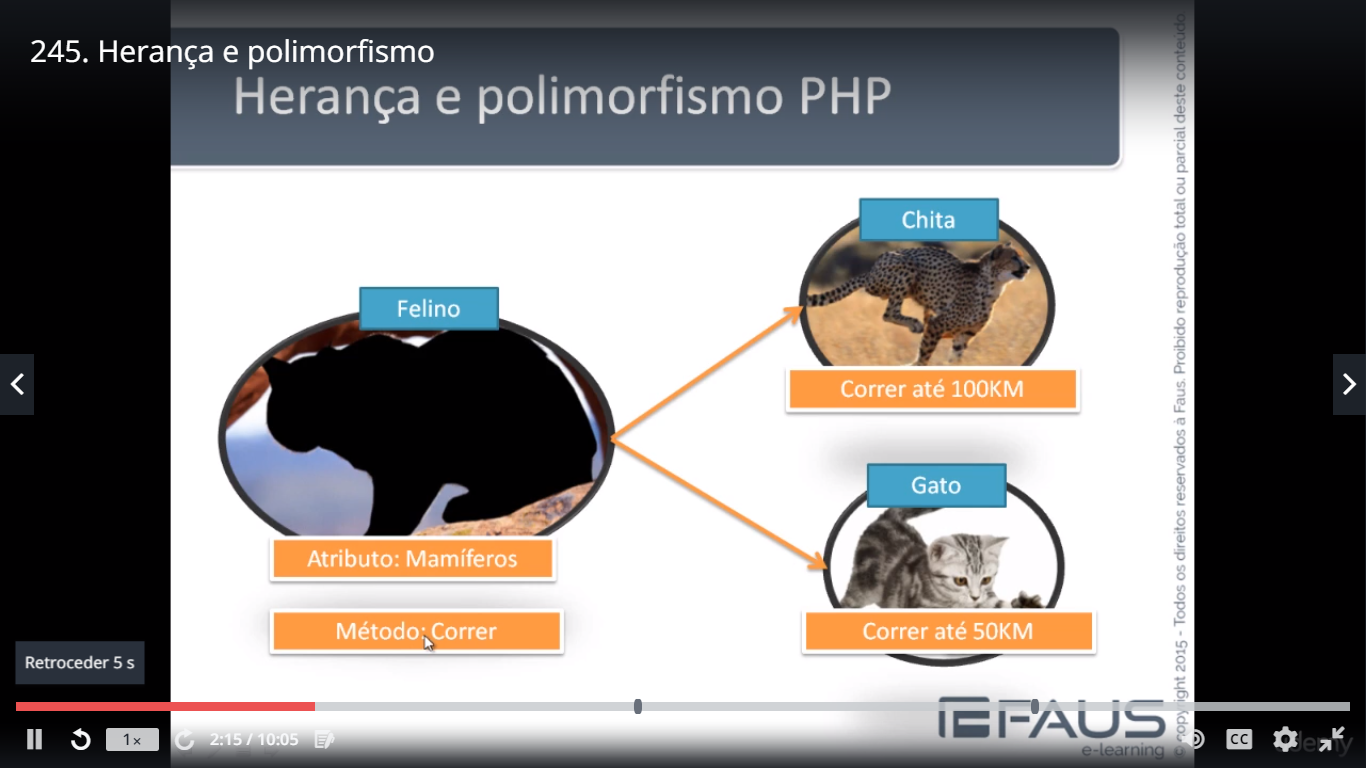 245. Herança e polimorfismo
Herança e polimorfismo PHP
Chita
Felino
Correr até 100KM
Gato
Atributo: Mamíferos
Método: Correr
Correr até 50KM
Retroceder 5 s
FAUS
e-learning
1×
2:15 / 10:05
CC
Udemy
© Copyright 2015 - Todos os direitos reservados à Faus. Proibido reprodução total ou parcial deste conteúdo.